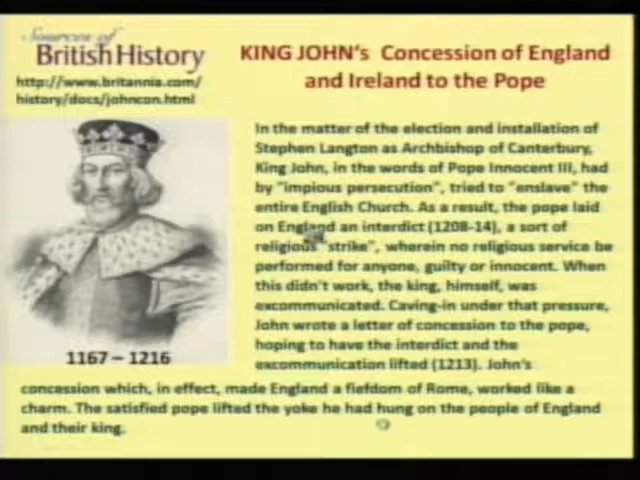 Sources of
British History
http://www.britannia.com/
history/docs/johncon.html
KING JOHN's Concession of England
and Ireland to the Pope
In the matter of the election and installation of
Stephen Langton as Archbishop of Canterbury,
King John, in the words of Pope Innocent III, had
by "impious persecution", tried to "enslave" the
entire English Church. As a result, the pope laid
on England an interdict (1208-14), a sort of
religious "strike", wherein no religious service be
performed for anyone, guilty or innocent. When
this didn't work, the king, himself, was
excommunicated. Caving-in under that pressure,
John wrote a letter of concession to the pope,
hoping to have the interdict and the
excommunication lifted (1213). John's
concession which, in effect, made England a fiefdom of Rome, worked like a
charm. The satisfied pope lifted the yoke he had hung on the people of England
and their king.
1167 – 1216